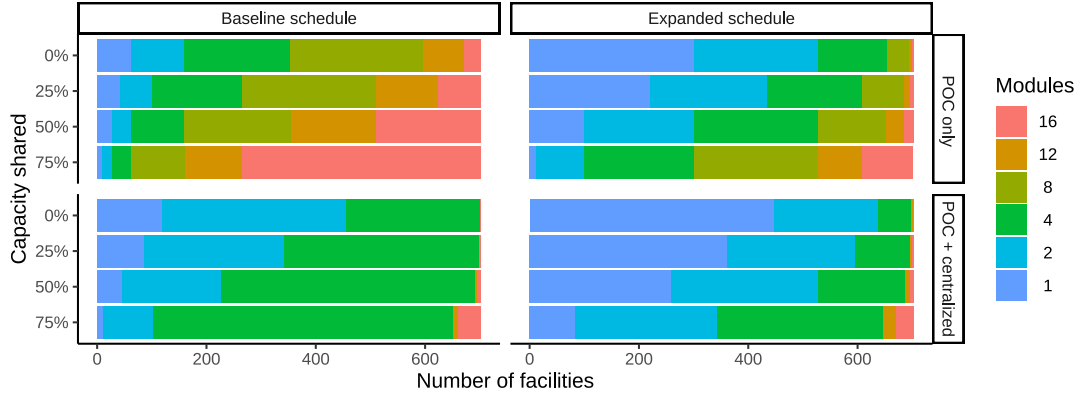 Baseline schedule
Expanded schedule
Capacity shared
0%
25%
50%
75%
POC only
0%
25%
50%
75%
POC + centralized
0 200 400 600
0 200 400 600
Number of facilities
Modules
16
12
8
4
2
1